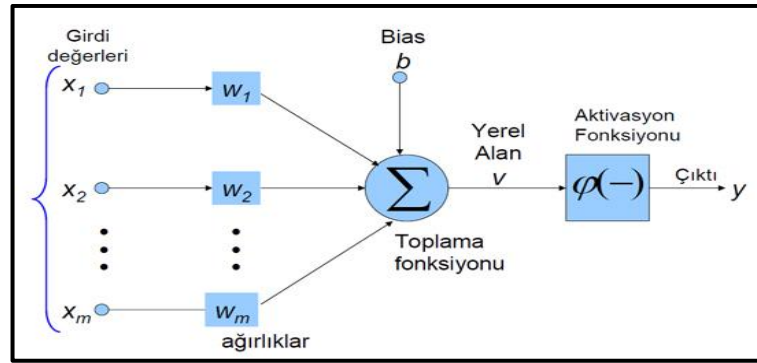 Girdi
değerleri
x1
w1
x2
w2
xm
wm
ağırlıklar
Bias
b
Σ
Toplama
fonksiyonu
Yerel
Alan
v
Aktivasyon
Fonksiyonu
φ(−)
Çıktı
y